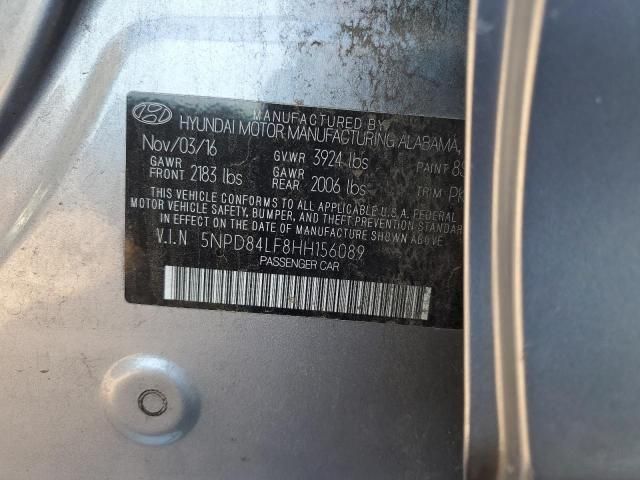 MANUFACTURED BY
HYUNDAI MOTOR MANUFACTURING ALABAMA,
Nov/03/16 GVWR 3924 lbs PAINT
GAWR FRONT 2183 lbs GAWR REAR 2006 lbs TRIM
THIS VEHICLE CONFORMS TO ALL APPLICABLE U.S.A. FEDERAL
MOTOR VEHICLE SAFETY, BUMPER, AND THEFT PREVENTION STANDARD
IN EFFECT ON THE DATE OF MANUFACTURE SHOWN ABOVE.
V.I.N 5NPD84LF8HH156089
PASSENGER CAR